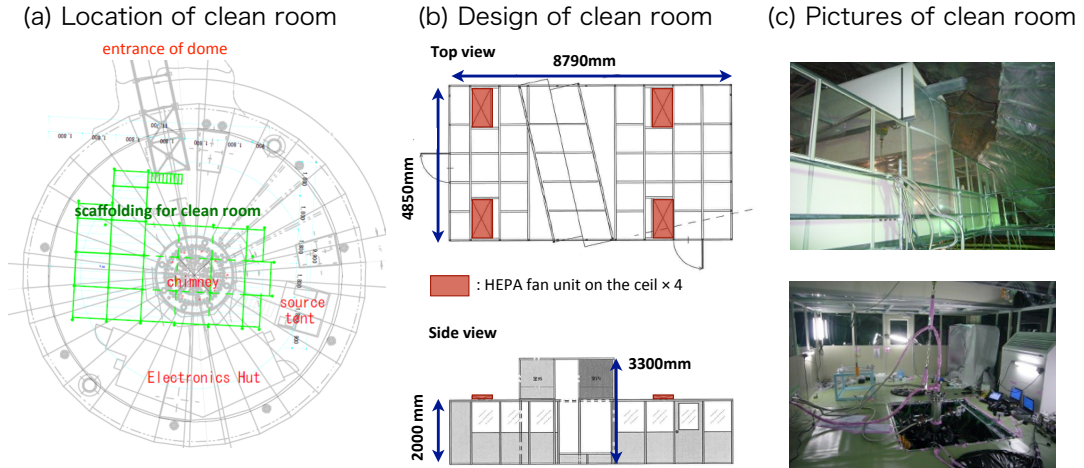 (a) Location of clean room
entrance of dome
scaffolding for clean room
chimney
source
tent
Electronics Hut
(b) Design of clean room
Top view
8790mm
4850mm
: HEPA fan unit on the ceil × 4
Side view
3300mm
2000 mm
(c) Pictures of clean room